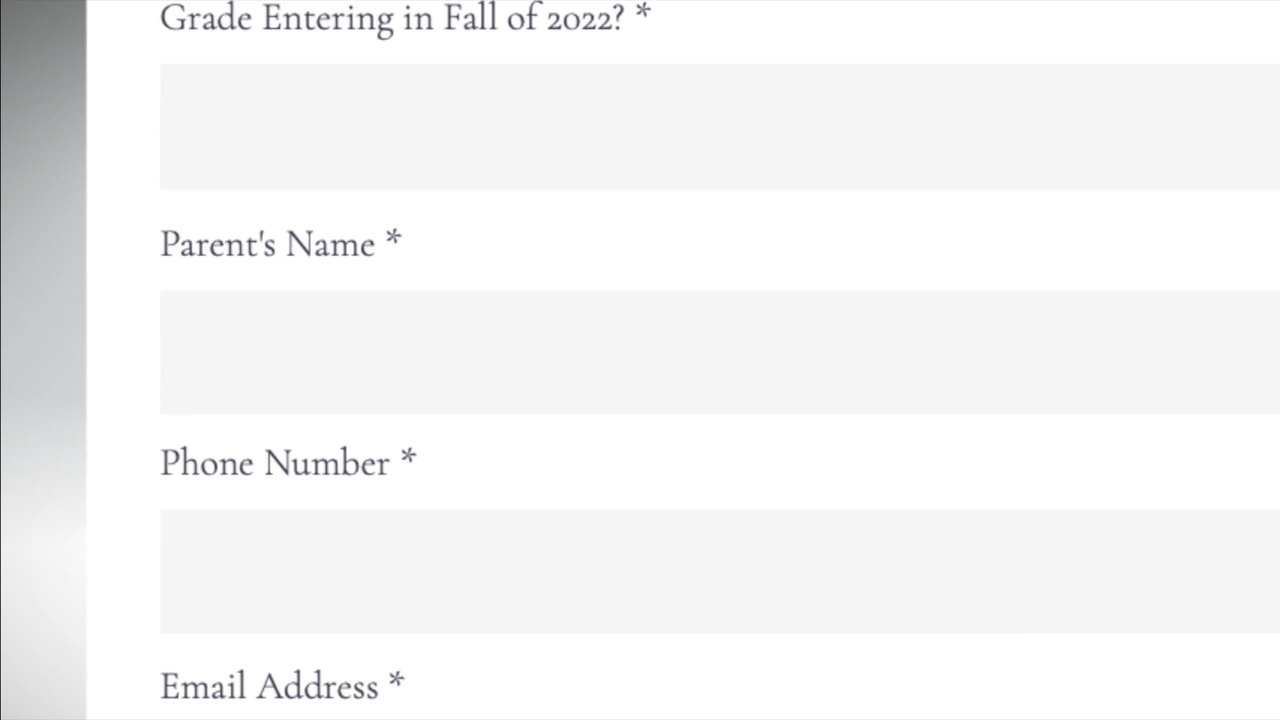 Grade Entering in Fall of 2022? *
Parent's Name *
Phone Number *
Email Address *